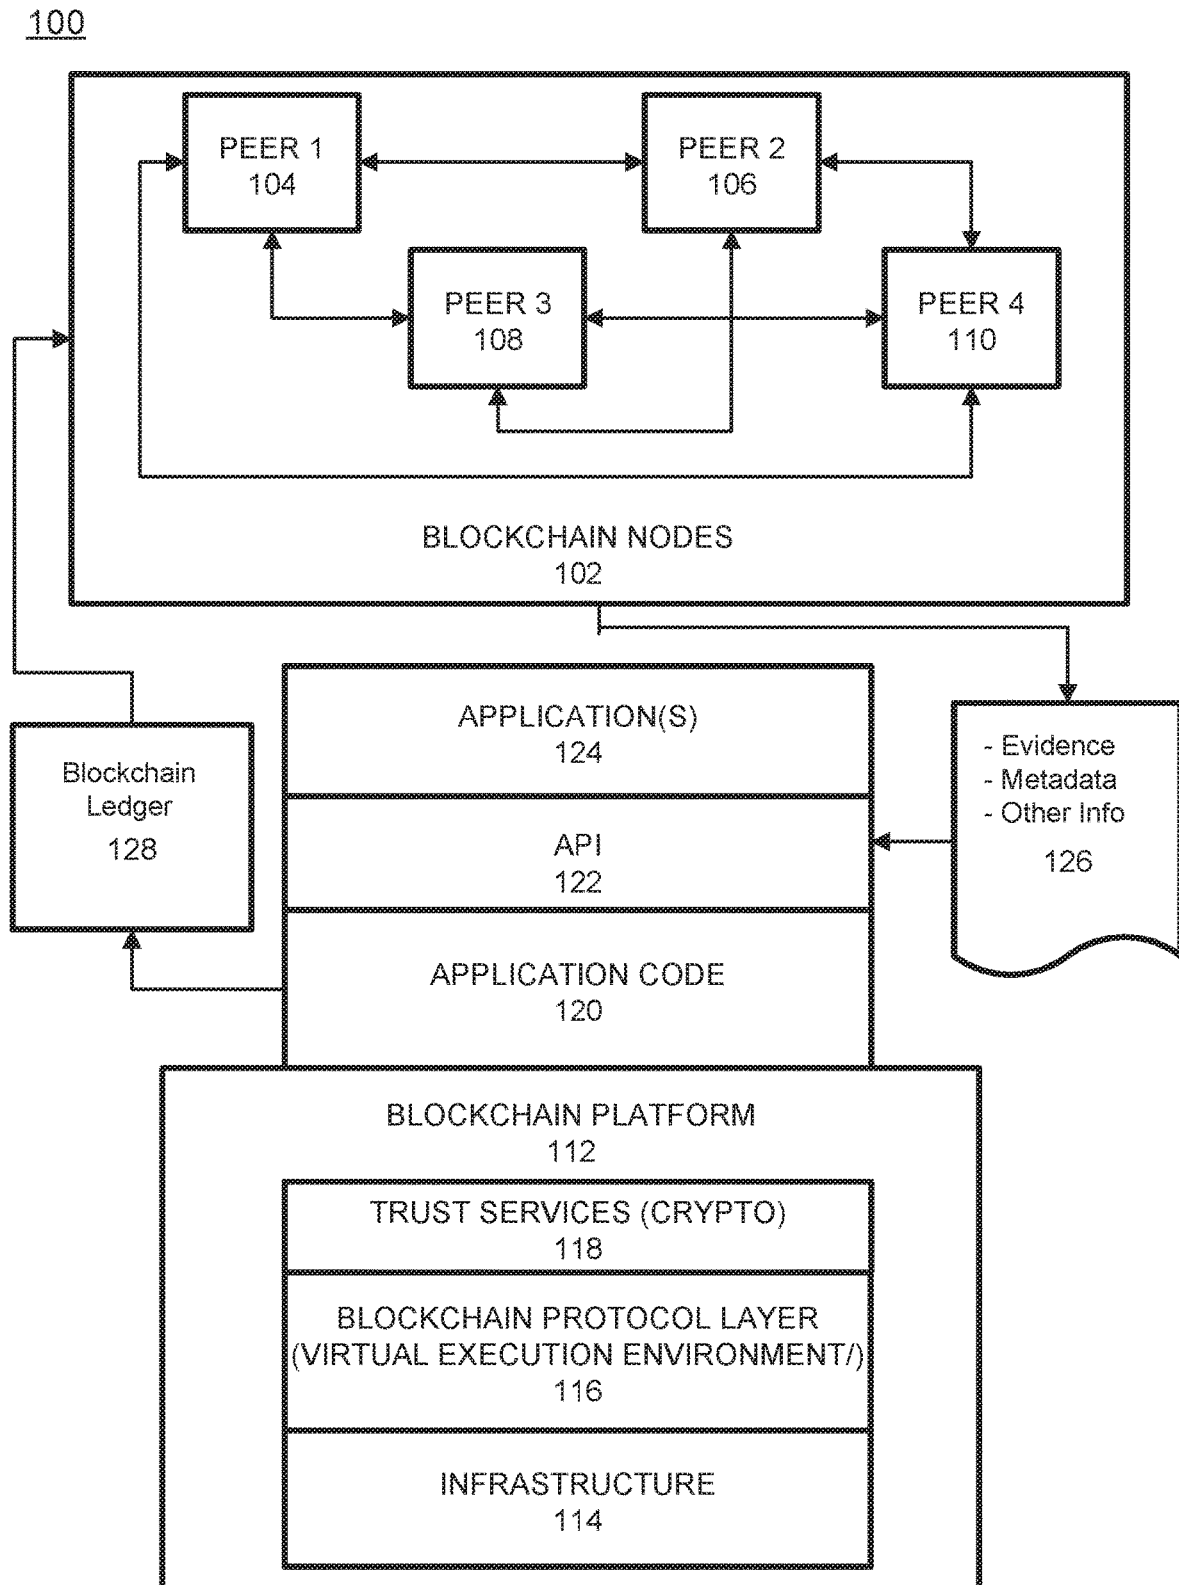 100
PEER 1
104
PEER 2
106
PEER 3
108
PEER 4
110
BLOCKCHAIN NODES
102
APPLICATION(S)
124
API
122
APPLICATION CODE
120
Blockchain
Ledger
128
- Evidence
- Metadata
- Other Info
126
BLOCKCHAIN PLATFORM
112
TRUST SERVICES (CRYPTO)
118
BLOCKCHAIN PROTOCOL LAYER
(VIRTUAL EXECUTION ENVIRONMENT/)
116
INFRASTRUCTURE
114